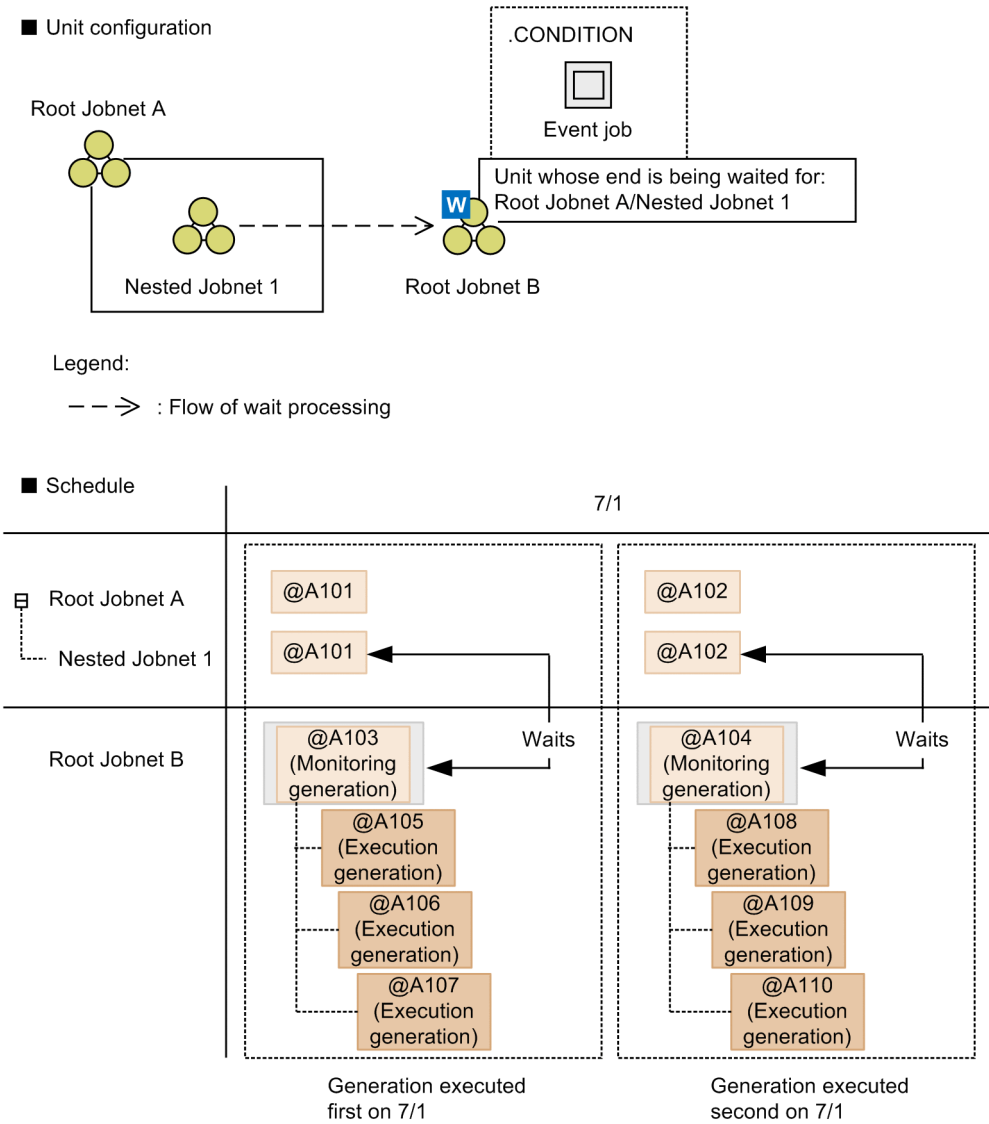 ■ Unit configuration
.CONDITION
Event job
Root Jobnet A
Unit whose end is being waited for:
Root Jobnet A/Nested Jobnet 1
W
Nested Jobnet 1
Root Jobnet B
Legend:
: Flow of wait processing
■ Schedule
7/1
Root Jobnet A
@A101
@A102
Nested Jobnet 1
@A101
@A102
Root Jobnet B
@A103
(Monitoring
generation)
Waits
@A104
(Monitoring
generation)
Waits
@A105
(Execution
generation)
@A108
(Execution
generation)
@A106
(Execution
generation)
@A109
(Execution
generation)
@A107
(Execution
generation)
@A110
(Execution
generation)
Generation executed
first on 7/1
Generation executed
second on 7/1